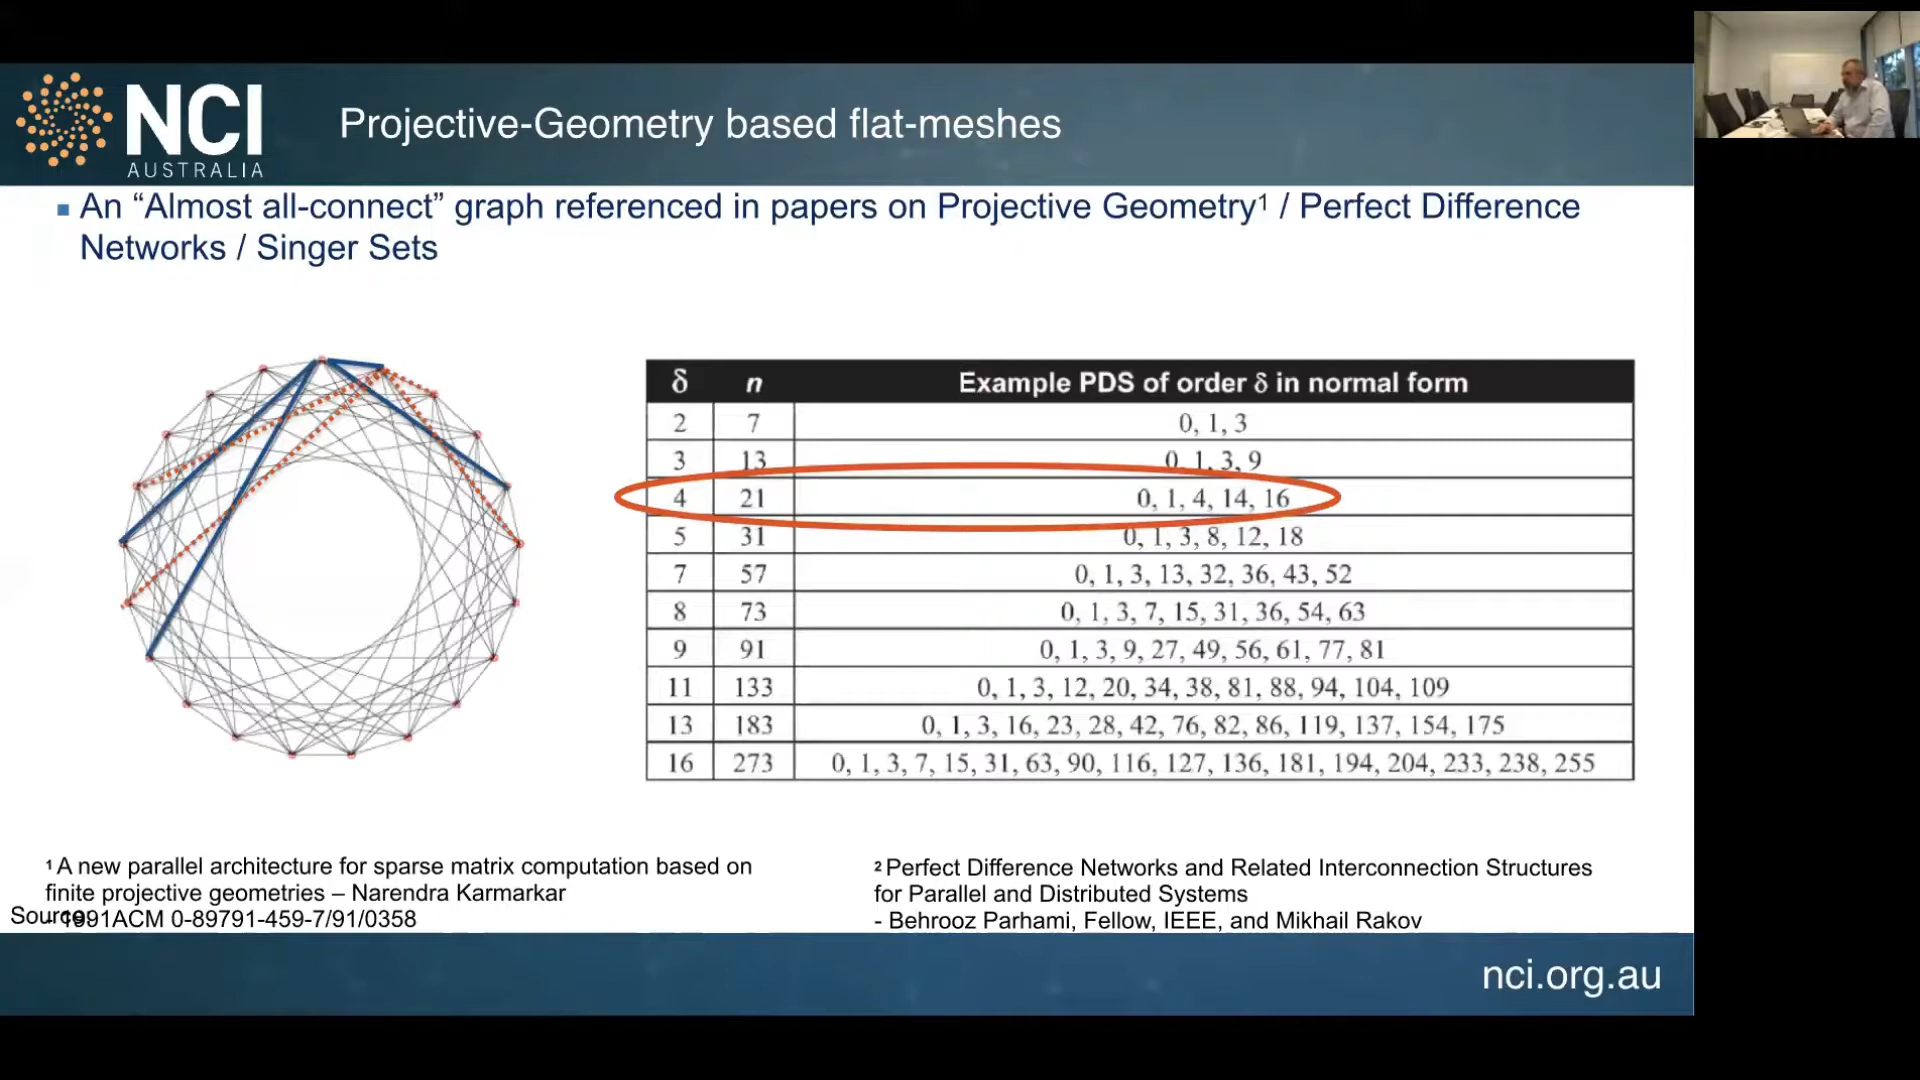 NCI
AUSTRALIA
Projective-Geometry based flat-meshes
An “Almost all-connect” graph referenced in papers on Projective Geometry¹ / Perfect Difference
Networks / Singer Sets
δ n Example PDS of order δ in normal form
2 7 0, 1, 3
3 13 0, 1, 3, 9
4 21 0, 1, 4, 14, 16
5 31 0, 1, 3, 8, 12, 18
7 57 0, 1, 3, 13, 32, 36, 43, 52
8 73 0, 1, 3, 7, 15, 31, 36, 54, 63
9 91 0, 1, 3, 9, 27, 49, 56, 61, 77, 81
11 133 0, 1, 3, 12, 20, 34, 38, 81, 88, 94, 104, 109
13 183 0, 1, 3, 16, 23, 28, 42, 76, 82, 86, 119, 137, 154, 175
16 273 0, 1, 3, 7, 15, 31, 63, 90, 116, 127, 136, 181, 194, 204, 233, 238, 255
¹ A new parallel architecture for sparse matrix computation based on
finite projective geometries – Narendra Karmarkar
- 1991ACM 0-89791-459-7/91/0358
Source:
² Perfect Difference Networks and Related Interconnection Structures
for Parallel and Distributed Systems
- Behrooz Parhami, Fellow, IEEE, and Mikhail Rakov
nci.org.au